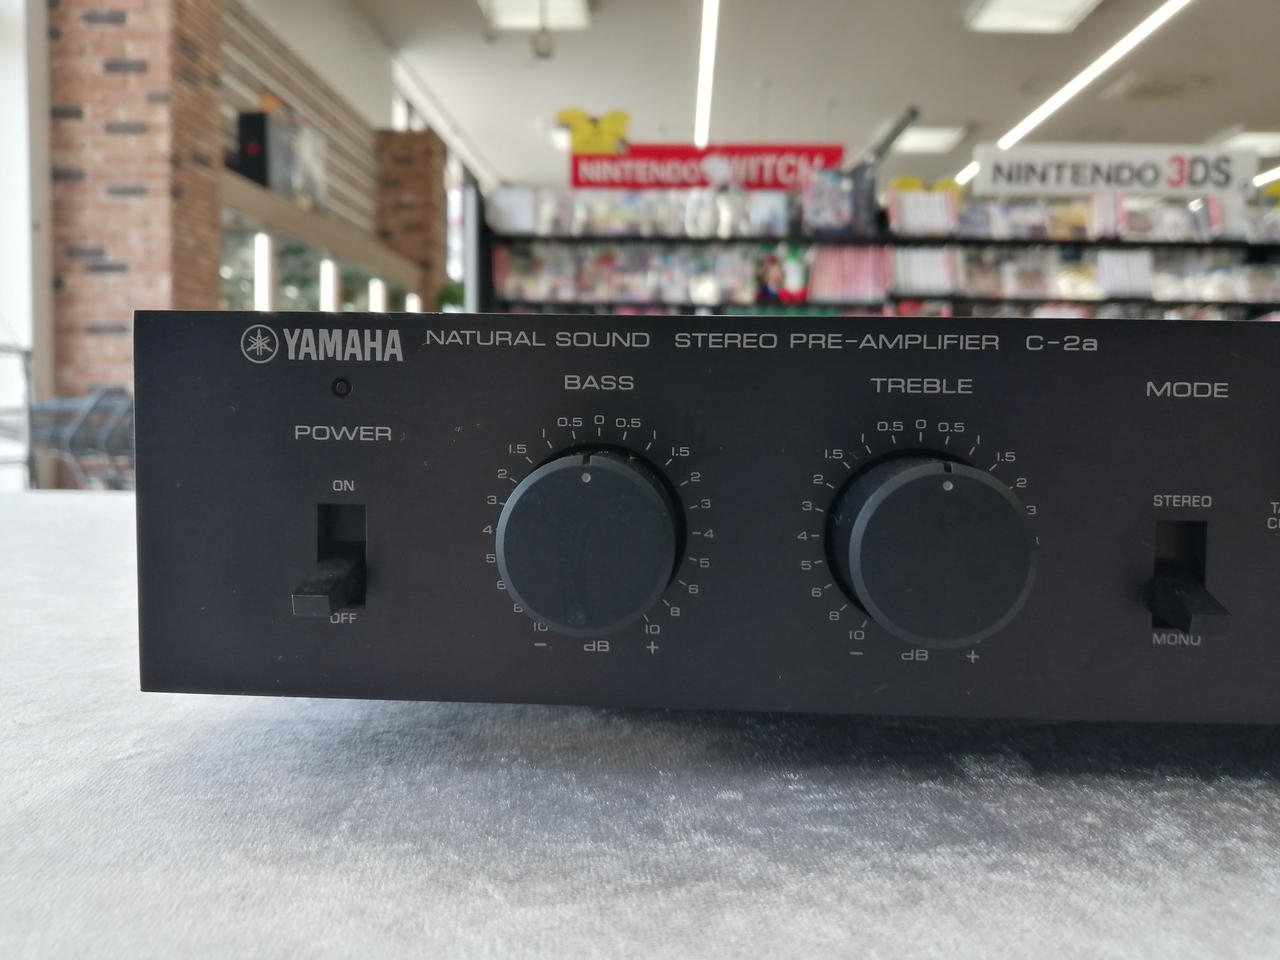 NINTENDO SWITCH
NINTENDO 3DS
YAMAHA NATURAL SOUND STEREO PRE-AMPLIFIER C-2a
POWER
ON
OFF
BASS
0.5 0 0.5
1.5 1.5
2 2
3 3
4 4
5 5
6 6
8 8
10 10
− dB +
TREBLE
0.5 0 0.5
1.5 1.5
2 2
3 3
4
5
6
8
10
− dB +
MODE
STEREO
MONO